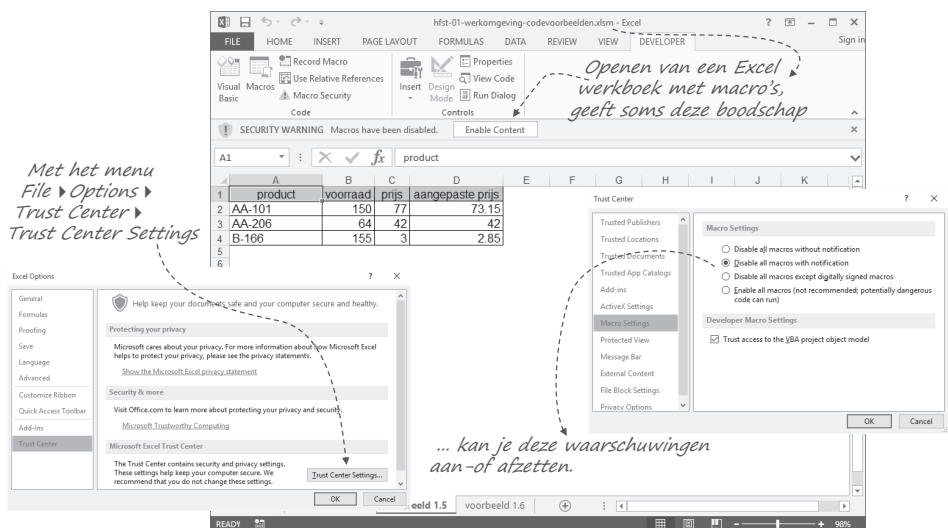 hfst-01-werkomgeving-codevoorbeelden.xlsm - Excel
FILE HOME INSERT PAGE LAYOUT FORMULAS DATA REVIEW VIEW DEVELOPER Sign in
Visual Basic
Macros
Record Macro
Use Relative References
Macro Security
Code
Insert
Design Mode
Properties
View Code
Run Dialog
Controls
Openen van een Excel
werkboek met macro's,
geeft soms deze boodschap
SECURITY WARNING Macros have been disabled. Enable Content
A1 fx product
A B C D E F G H I J K
1 product voorraad prijs aangepaste prijs
2 AA-101 150 77 73.15
3 AA-206 64 42 42
4 B-166 155 3 2.85
5
6
Met het menu
File ▸ Options ▸
Trust Center ▸
Trust Center Settings
Excel Options
General
Formulas
Proofing
Save
Language
Advanced
Customize Ribbon
Quick Access Toolbar
Add-Ins
Trust Center
Help keep your documents safe and your computer secure and healthy.
Protecting your privacy
Microsoft cares about your privacy. For more information about how Microsoft Excel
helps to protect your privacy, please see the privacy statements.
Show the Microsoft Excel privacy statement
Security & more
Visit Office.com to learn more about protecting your privacy and security.
Microsoft Trustworthy Computing
Microsoft Excel Trust Center
The Trust Center contains security and privacy settings.
These settings help keep your computer secure. We
recommend that you do not change these settings.
Trust Center Settings...
OK Cancel
Trust Center
Trusted Publishers
Trusted Locations
Trusted Documents
Trusted App Catalogs
Add-ins
ActiveX Settings
Macro Settings
Protected View
Message Bar
External Content
File Block Settings
Privacy Options
Macro Settings
Disable all macros without notification
Disable all macros with notification
Disable all macros except digitally signed macros
Enable all macros (not recommended; potentially dangerous
code can run)
Developer Macro Settings
Trust access to the VBA project object model
OK Cancel
... kan je deze waarschuwingen
aan-of afzetten.
eeld 1.5 voorbeeld 1.6
READY 98%